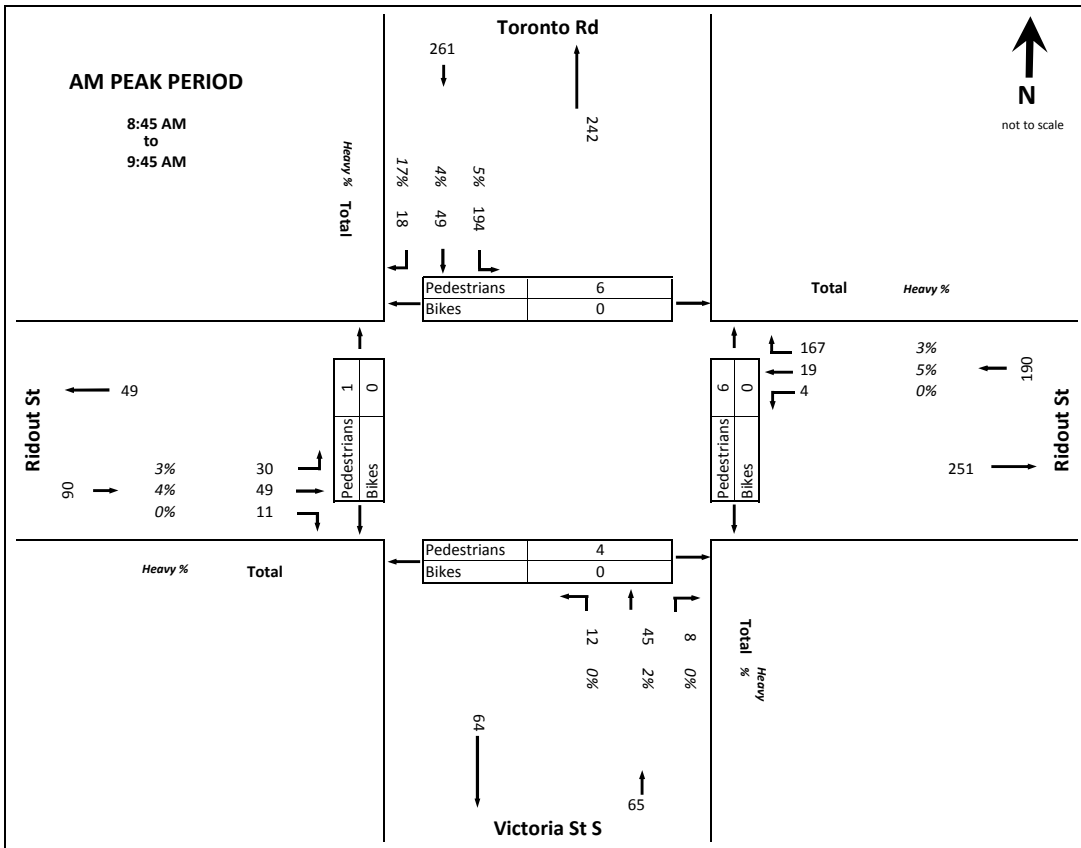 Toronto Rd
261
AM PEAK PERIOD
N
8:45 AM
to
9:45 AM
242
not to scale
Heavy % 17% 4% 5%
Total 18 49 194
Pedestrians 6
Bikes 0
Total Heavy %
167 3%
19 5%
4 0%
190
Ridout St
49
1 0
Pedestrians
Bikes
6 0
Pedestrians
Bikes
Ridout St
251
90
3% 30
4% 49
0% 11
Heavy % Total
Pedestrians 4
Bikes 0
12 45 8 Total
0% 2% 0% Heavy %
64
65
Victoria St S